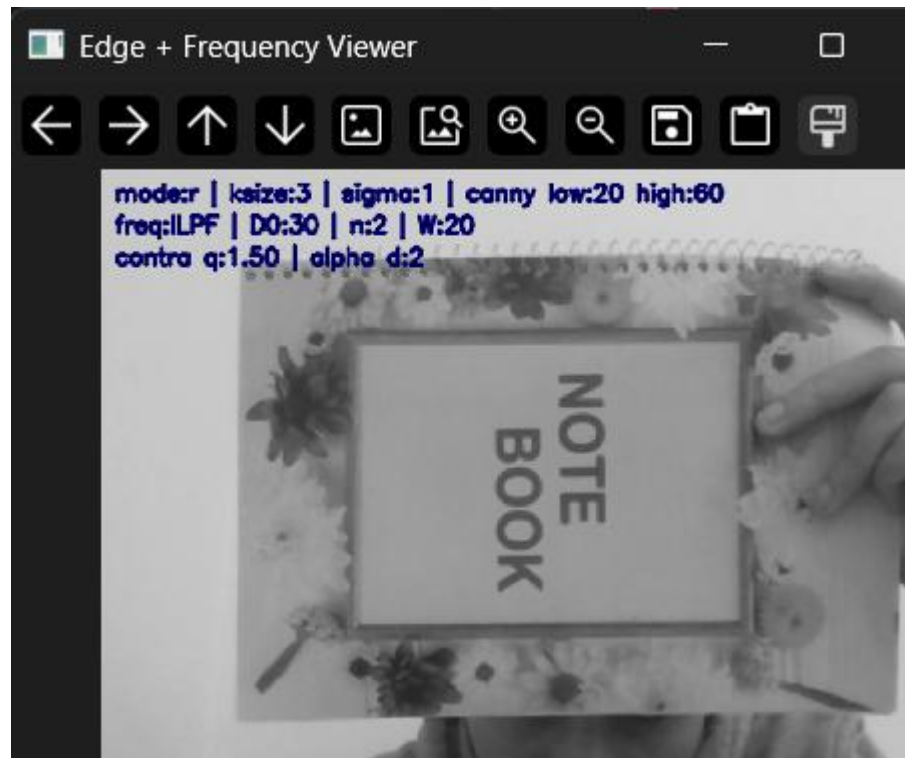 Edge + Frequency Viewer
mode:r | ksize:3 | sigma:1 | canny low:20 high:60
freq:ILPF | D0:30 | n:2 | W:20
contra q:1.50 | alpha d:2
NOTE
BOOK